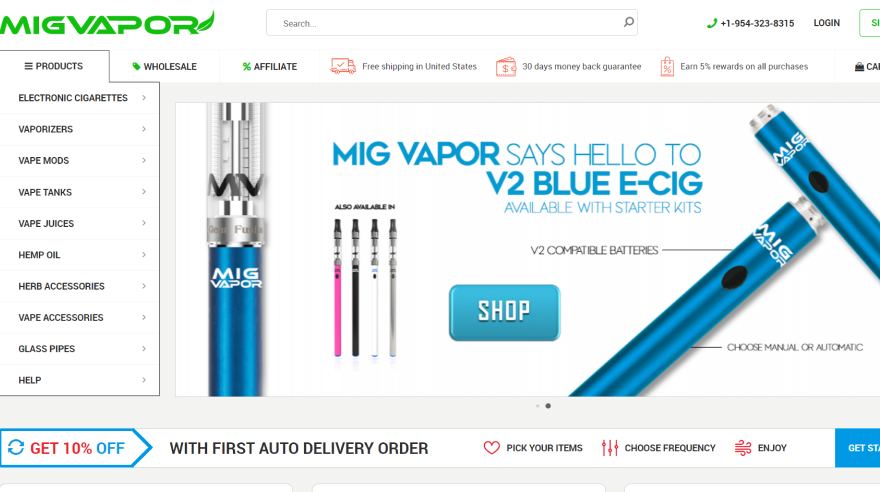 MIGVAPOR
Search...
+1-954-323-8315
LOGIN
PRODUCTS
WHOLESALE
% AFFILIATE
Free shipping in United States
30 days money back guarantee
Earn 5% rewards on all purchases
ELECTRONIC CIGARETTES
VAPORIZERS
VAPE MODS
VAPE TANKS
VAPE JUICES
HEMP OIL
HERB ACCESSORIES
VAPE ACCESSORIES
GLASS PIPES
HELP
MIG VAPOR SAYS HELLO TO
V2 BLUE E-CIG
AVAILABLE WITH STARTER KITS
ALSO AVAILABLE IN
V2 COMPATIBLE BATTERIES
SHOP
CHOOSE MANUAL OR AUTOMATIC
MIG
VAPOR
MIG
VAPOR
MIG
VAPOR
GET 10% OFF
WITH FIRST AUTO DELIVERY ORDER
PICK YOUR ITEMS
CHOOSE FREQUENCY
ENJOY
GET